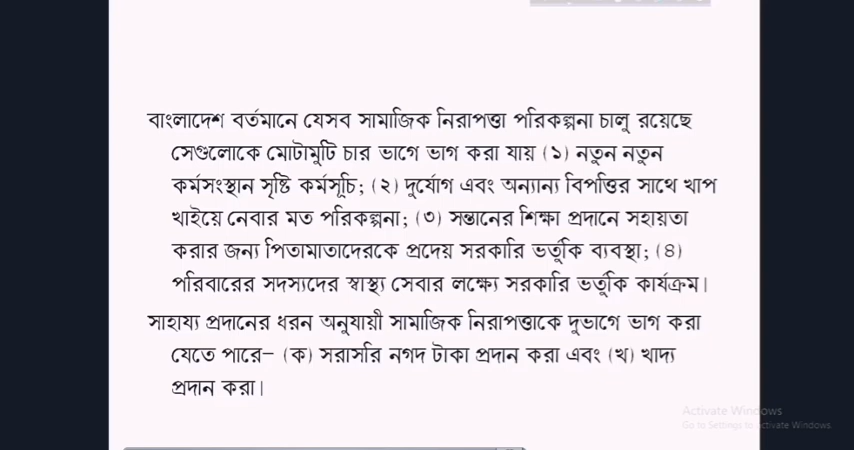 বাংলাদেশ বর্তমানে যেসব সামাজিক নিরাপত্তা পরিকল্পনা চালু রয়েছে
সেগুলোকে মোটামুটি চার ভাগে ভাগ করা যায় (১) নতুন নতুন
কর্মসংস্থান সৃষ্টি কর্মসূচি; (২) দুর্যোগ এবং অন্যান্য বিপত্তির সাথে খাপ
খাইয়ে নেবার মত পরিকল্পনা; (৩) সন্তানের শিক্ষা প্রদানে সহায়তা
করার জন্য পিতামাতাদেরকে প্রদেয় সরকারি ভর্তুকি ব্যবস্থা; (৪)
পরিবারের সদস্যদের স্বাস্থ্য সেবার লক্ষ্যে সরকারি ভর্তুকি কার্যক্রম।
সাহায্য প্রদানের ধরন অনুযায়ী সামাজিক নিরাপত্তাকে দুভাগে ভাগ করা
যেতে পারে– (ক) সরাসরি নগদ টাকা প্রদান করা এবং (খ) খাদ্য
প্রদান করা।
Activate Windows
Go to Settings to activate Windows.